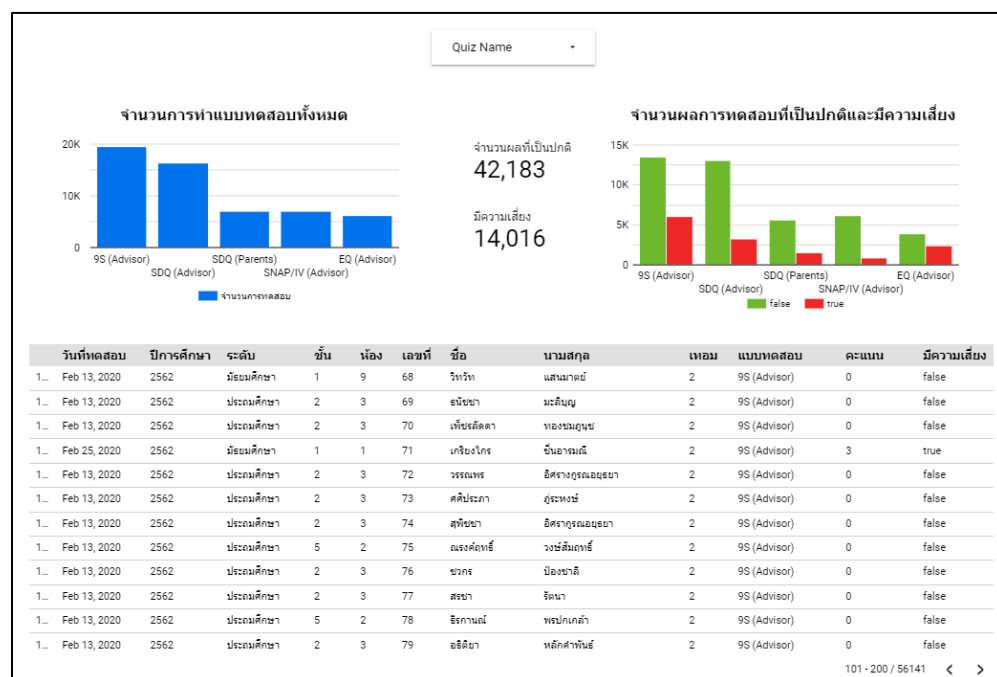 Quiz Name
จำนวนการทำแบบทดสอบทั้งหมด
20K
10K
0
9S (Advisor)
SDQ (Advisor)
SDQ (Parents)
SNAP/IV (Advisor)
EQ (Advisor)
จำนวนการทดสอบ
จำนวนผลที่เป็นปกติ
42,183
มีความเสี่ยง
14,016
จำนวนผลการทดสอบที่เป็นปกติและมีความเสี่ยง
15K
10K
5K
0
9S (Advisor)
SDQ (Advisor)
SDQ (Parents)
SNAP/IV (Advisor)
EQ (Advisor)
false true
วันที่ทดสอบ ปีการศึกษา ระดับ ชั้น ห้อง เลขที่ ชื่อ นามสกุล เทอม แบบทดสอบ คะแนน มีความเสี่ยง
1... Feb 13, 2020 2562 มัธยมศึกษา 1 9 68 วิทวัท แสนมาตย์ 2 9S (Advisor) 0 false
1... Feb 13, 2020 2562 ประถมศึกษา 2 3 69 ธนัชชา มะลิบุญ 2 9S (Advisor) 0 false
1... Feb 13, 2020 2562 ประถมศึกษา 2 3 70 เพ็ชรลัดดา ทองชมภูนุช 2 9S (Advisor) 0 false
1... Feb 25, 2020 2562 มัธยมศึกษา 1 1 71 เกรียงไกร ชื่นอารมณ์ 2 9S (Advisor) 3 true
1... Feb 13, 2020 2562 ประถมศึกษา 2 3 72 วรรณพร 2 9S (Advisor) 0 false
1... Feb 13, 2020 2562 ประถมศึกษา 2 3 73 ศศิประภา ภู่ระหงษ์ 2 9S (Advisor) 0 false
1... Feb 13, 2020 2562 ประถมศึกษา 2 3 74 สุพิชชา 2 9S (Advisor) 0 false
1... Feb 13, 2020 2562 ประถมศึกษา 5 2 75 ณรงค์ฤทธิ์ วงษ์สัมฤทธิ์ 2 9S (Advisor) 0 false
1... Feb 13, 2020 2562 ประถมศึกษา 2 3 76 ชวกร ป้องชาลี 2 9S (Advisor) 0 false
1... Feb 13, 2020 2562 ประถมศึกษา 2 3 77 สรชา รัตนา 2 9S (Advisor) 0 false
1... Feb 13, 2020 2562 ประถมศึกษา 5 2 78 ธิรกานณ์ พรปกเกล้า 2 9S (Advisor) 0 false
1... Feb 13, 2020 2562 ประถมศึกษา 2 3 79 อธิติยา หลักคำพันธ์ 2 9S (Advisor) 0 false
101 - 200 / 56141